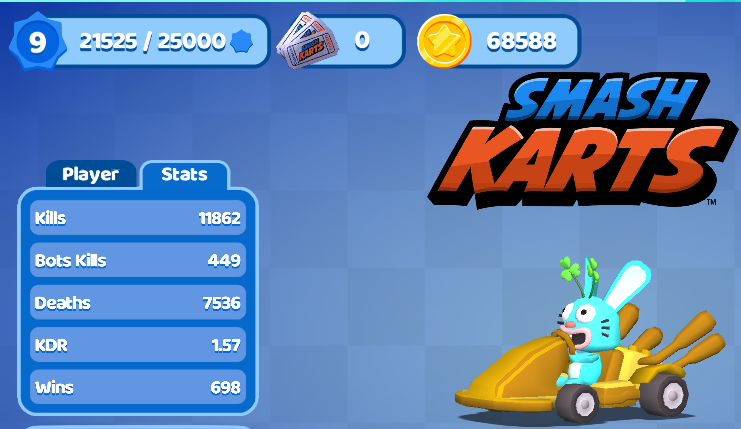 9 21525 / 25000 0 68588
SMASH
KARTS
TM
Player Stats
Kills 11862
Bots Kills 449
Deaths 7536
KDR 1.57
Wins 698